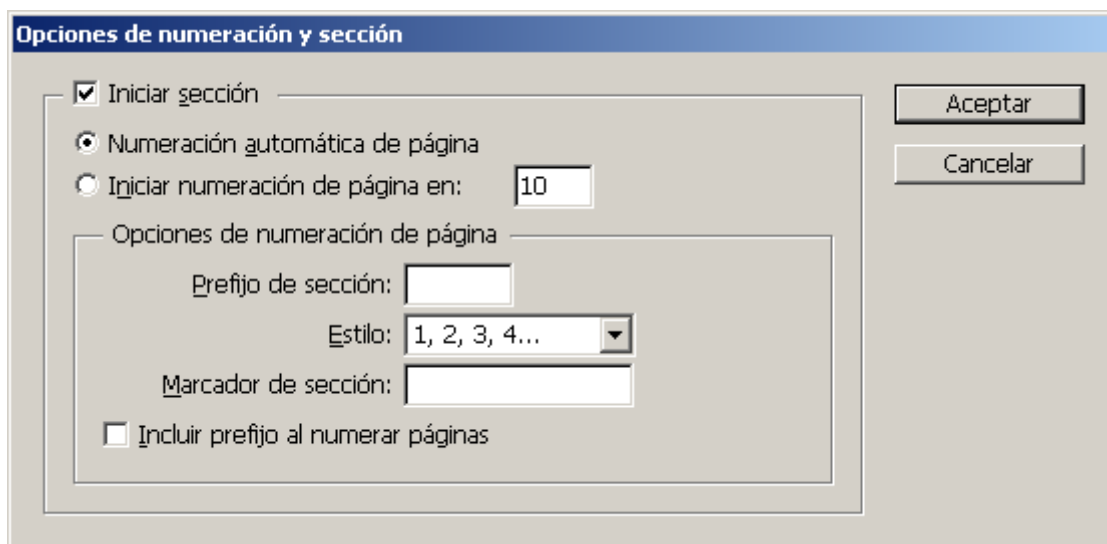 Opciones de numeración y sección
Iniciar sección
Aceptar
Numeración automática de página
Cancelar
Iniciar numeración de página en: 10
Opciones de numeración de página
Prefijo de sección:
Estilo: 1, 2, 3, 4...
Marcador de sección:
Incluir prefijo al numerar páginas